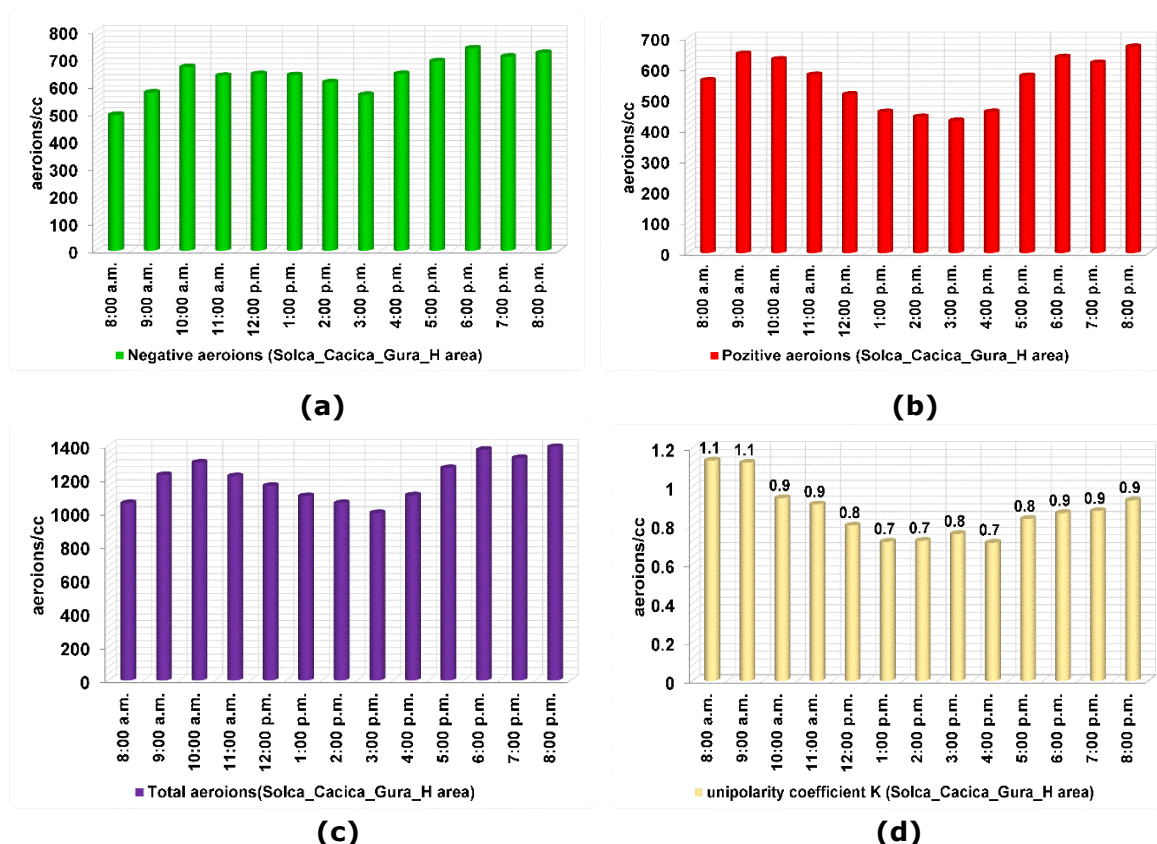 800
700
600
500
400
300
200
100
0
aeroions/cc
8:00 a.m.
9:00 a.m.
10:00 a.m.
11:00 a.m.
12:00 p.m.
1:00 p.m.
2:00 p.m.
3:00 p.m.
4:00 p.m.
5:00 p.m.
6:00 p.m.
7:00 p.m.
8:00 p.m.
Negative aeroions (Solca_Cacica_Gura_H area)
(a)
700
600
500
400
300
200
100
0
aeroions/cc
8:00 a.m.
9:00 a.m.
10:00 a.m.
11:00 a.m.
12:00 p.m.
1:00 p.m.
2:00 p.m.
3:00 p.m.
4:00 p.m.
5:00 p.m.
6:00 p.m.
7:00 p.m.
8:00 p.m.
Pozitive aeroions (Solca_Cacica_Gura_H area)
(b)
1400
1200
1000
800
600
400
200
0
aeroions/cc
8:00 a.m.
9:00 a.m.
10:00 a.m.
11:00 a.m.
12:00 p.m.
1:00 p.m.
2:00 p.m.
3:00 p.m.
4:00 p.m.
5:00 p.m.
6:00 p.m.
7:00 p.m.
8:00 p.m.
Total aeroions(Solca_Cacica_Gura_H area)
(c)
1.2
1
0.8
0.6
0.4
0.2
0
aeroions/cc
1.1
1.1
0.9
0.9
0.8
0.7
0.7
0.8
0.7
0.8
0.9
0.9
0.9
8:00 a.m.
9:00 a.m.
10:00 a.m.
11:00 a.m.
12:00 p.m.
1:00 p.m.
2:00 p.m.
3:00 p.m.
4:00 p.m.
5:00 p.m.
6:00 p.m.
7:00 p.m.
8:00 p.m.
unipolarity coefficient K (Solca_Cacica_Gura_H area)
(d)